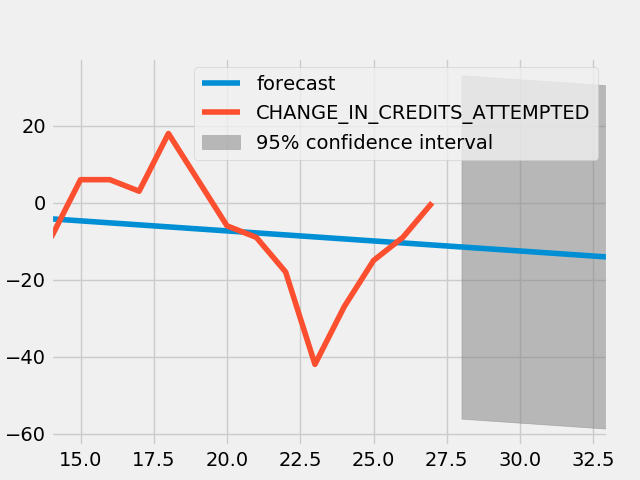 forecast
CHANGE_IN_CREDITS_ATTEMPTED
95% confidence interval
20
0
−20
−40
−60
15.0 17.5 20.0 22.5 25.0 27.5 30.0 32.5